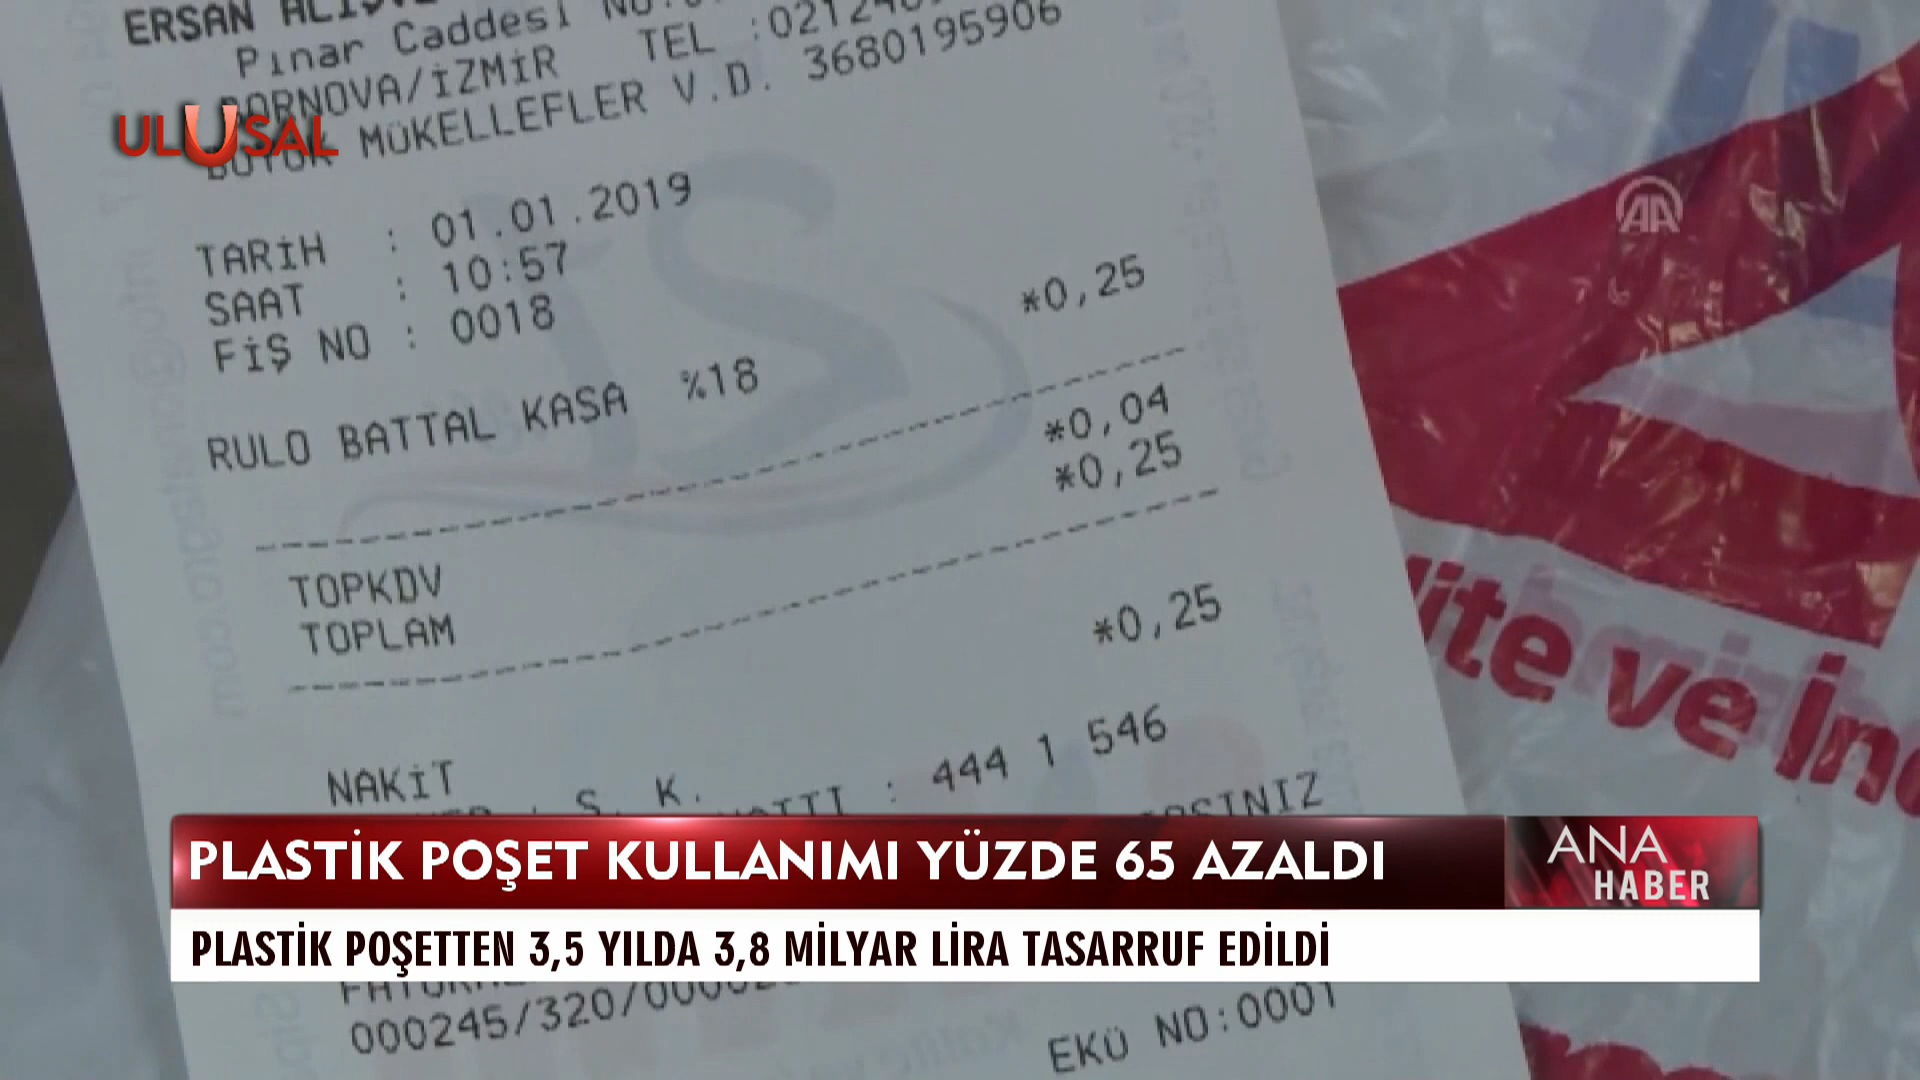 ERSAN
Pınar Caddesi
BORNOVA/İZMİR TEL :
MÜKELLEFLER V.D. 3680195906
ULUSAL
AA
TARİH : 01.01.2019
SAAT : 10:57
FİŞ NO : 0018
RULO BATTAL KASA %18 *0,25
TOPKDV *0,04
TOPLAM *0,25
NAKİT *0,25
S. K.
: 444 1 546
ite ve
PLASTİK POŞET KULLANIMI YÜZDE 65 AZALDI
ANA
HABER
PLASTİK POŞETTEN 3,5 YILDA 3,8 MİLYAR LİRA TASARRUF EDİLDİ
EKÜ NO:0001